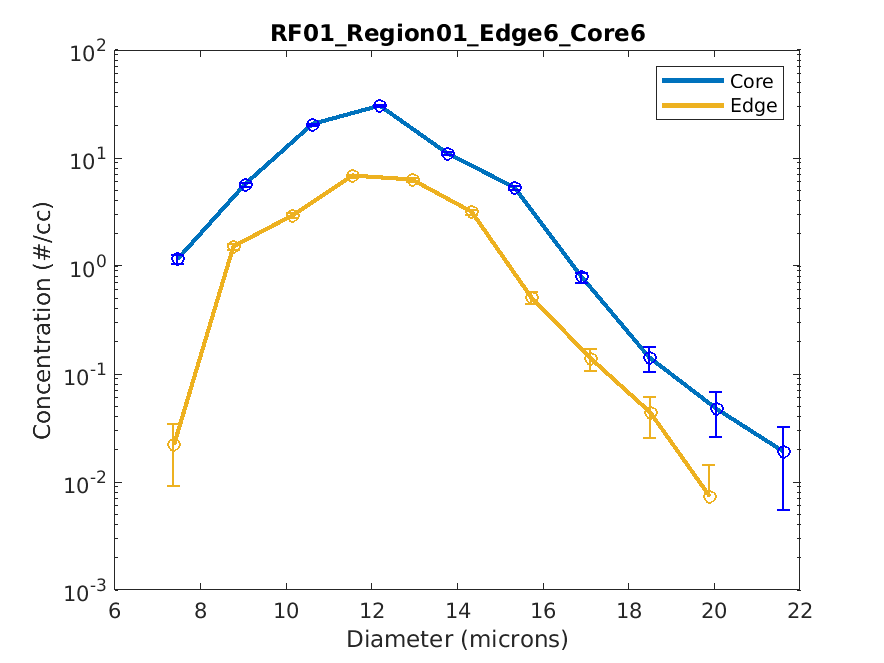 RF01_Region01_Edge6_Core6
Core
Edge
10^2
10^1
10^0
10^-1
10^-2
10^-3
Concentration (#/cc)
6 8 10 12 14 16 18 20 22
Diameter (microns)